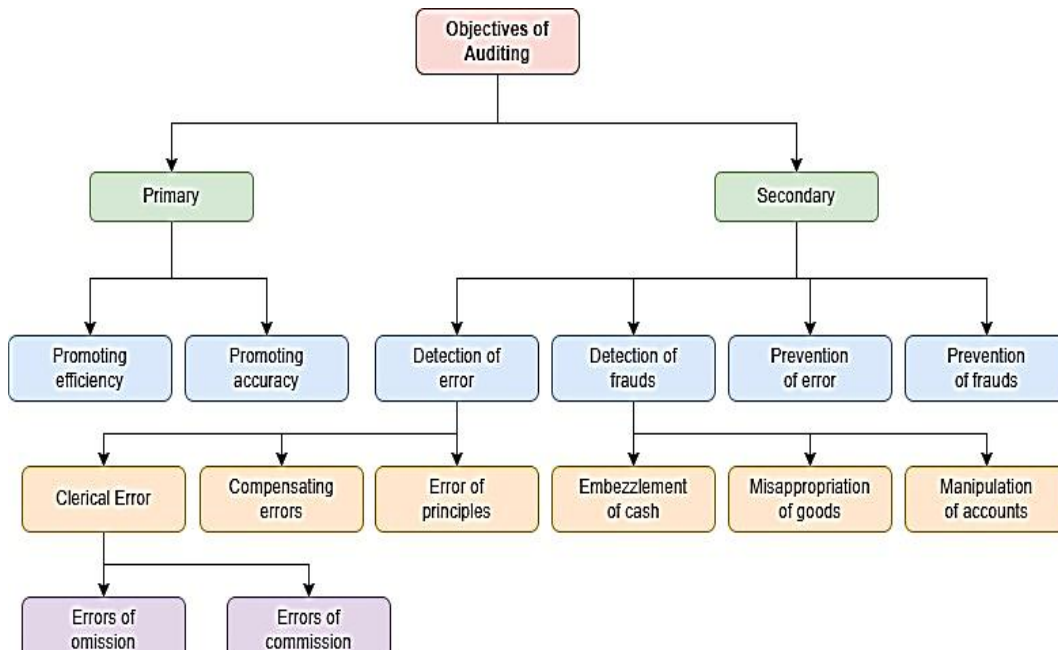 Objectives of
Auditing
Primary
Secondary
Promoting
efficiency
Promoting
accuracy
Detection of
error
Detection of
frauds
Prevention
of error
Prevention
of frauds
Clerical Error
Compensating
errors
Error of
principles
Embezzlement
of cash
Misappropriation
of goods
Manipulation
of accounts
Errors of
omission
Errors of
commission